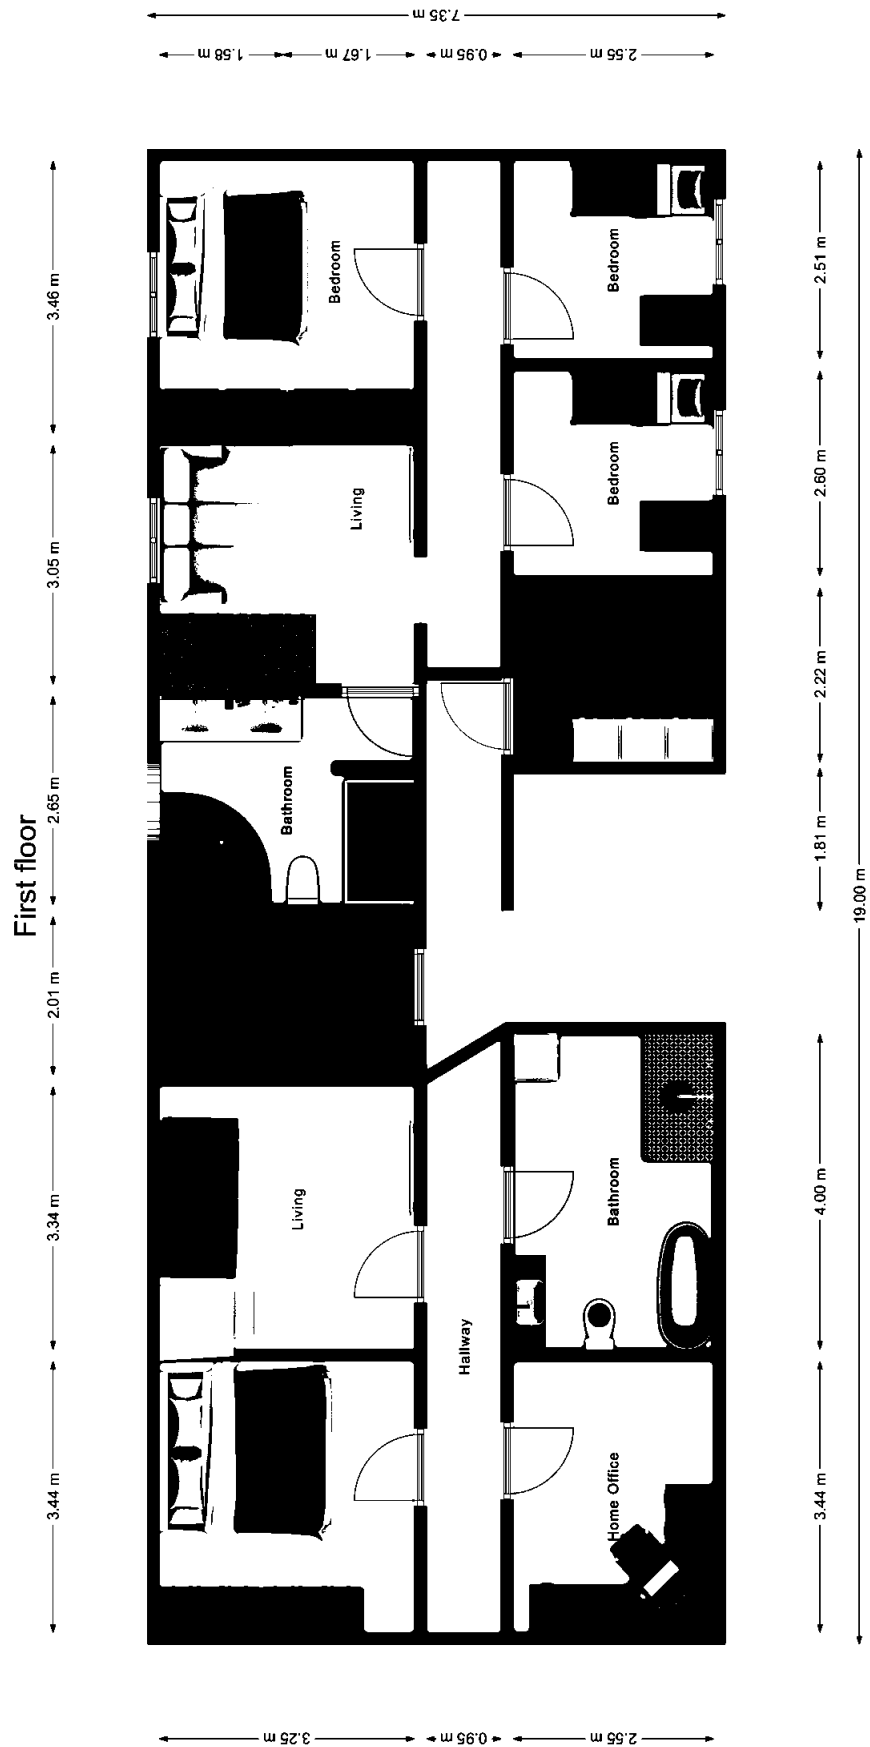 First floor
7.35 m
1.58 m
1.67 m
0.95 m
2.55 m
3.46 m
3.05 m
2.65 m
2.01 m
3.34 m
3.44 m
Bedroom
Living
Bathroom
Living
Hallway
Bedroom
Bedroom
Bathroom
Home Office
2.51 m
2.60 m
2.22 m
1.81 m
4.00 m
3.44 m
19.00 m
3.25 m
0.95 m
2.55 m